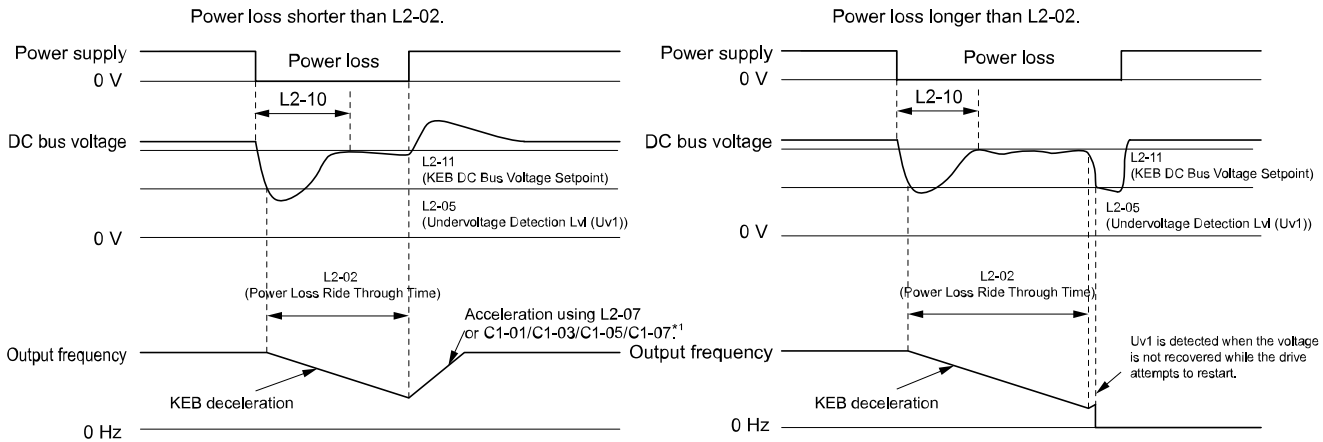 Power loss shorter than L2-02.
Power supply
Power loss
0 V
L2-10
DC bus voltage
L2-11
(KEB DC Bus Voltage Setpoint)
L2-05
(Undervoltage Detection Lvl (Uv1))
0 V
L2-02
(Power Loss Ride Through Time)
Acceleration using L2-07
or C1-01/C1-03/C1-05/C1-07*1
Output frequency
KEB deceleration
0 Hz
Power loss longer than L2-02.
Power supply
Power loss
0 V
L2-10
DC bus voltage
L2-11
(KEB DC Bus Voltage Setpoint)
L2-05
(Undervoltage Detection Lvl (Uv1))
0 V
L2-02
(Power Loss Ride Through Time)
Output frequency
Uv1 is detected when the voltage
is not recovered while the drive
attempts to restart.
KEB deceleration
0 Hz